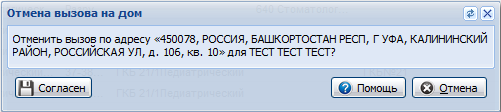 Отмена вызова на дом
Отменить вызов по адресу «450078, РОССИЯ, БАШКОРТОСТАН РЕСП, Г УФА, КАЛИНИНСКИЙ
РАЙОН, РОССИЙСКАЯ УЛ, д. 106, кв. 10» для ТЕСТ ТЕСТ ТЕСТ?
Согласен Помощь Отмена